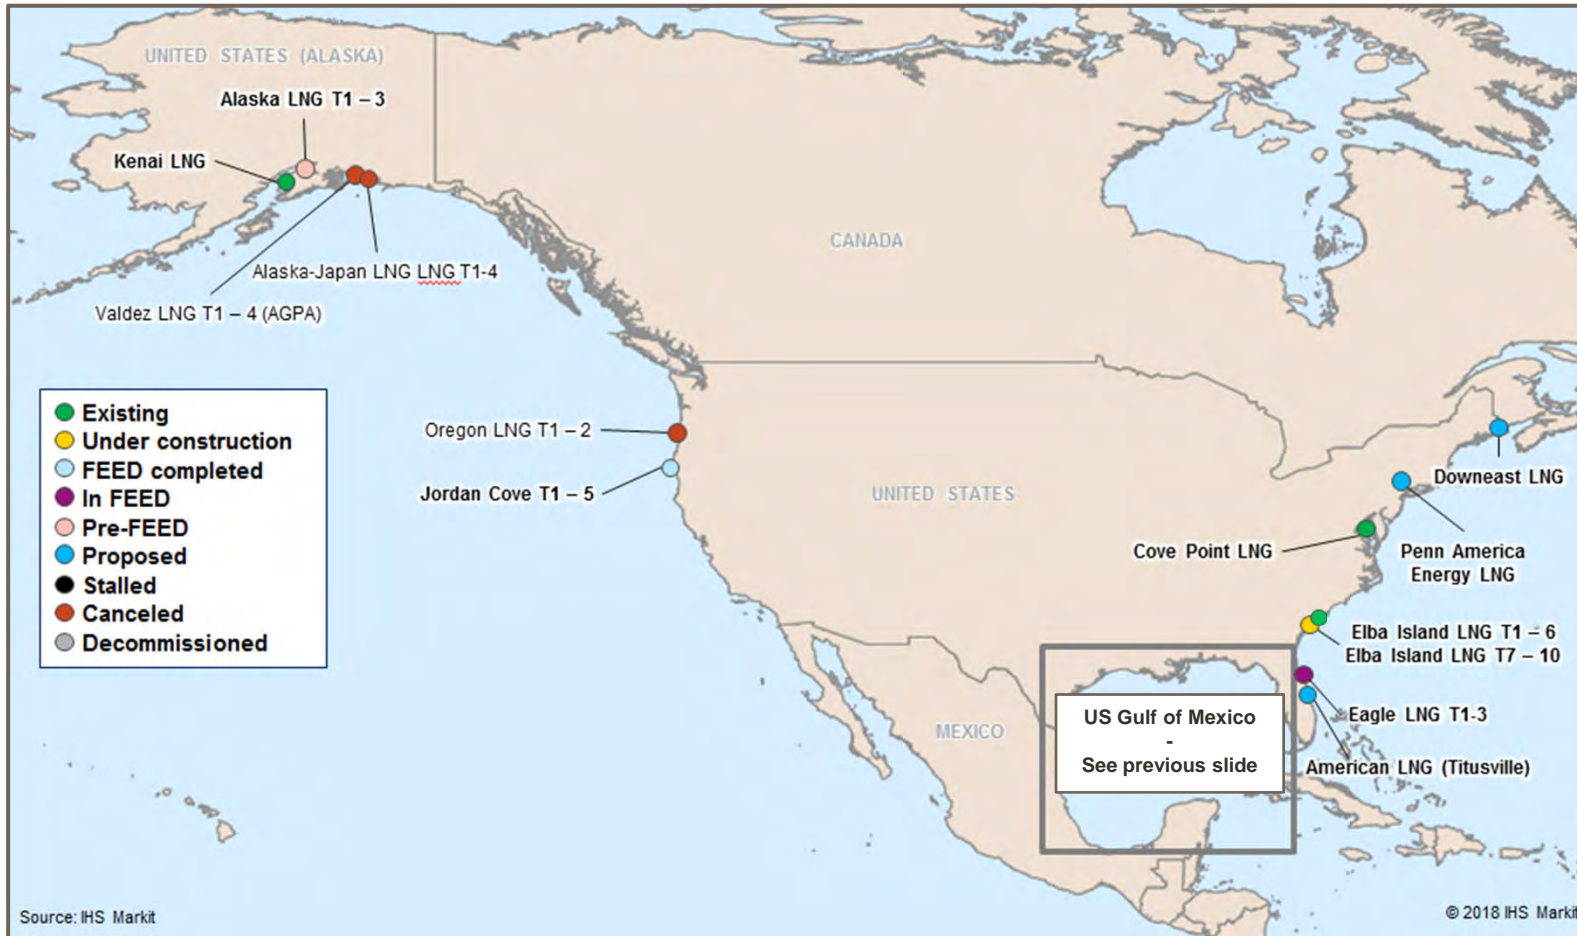 UNITED STATES (ALASKA)
Alaska LNG T1 – 3
Kenai LNG
Alaska-Japan LNG LNG T1-4
Valdez LNG T1 – 4 (AGPA)
CANADA
Existing
Under construction
FEED completed
In FEED
Pre-FEED
Proposed
Stalled
Canceled
Decommissioned
Oregon LNG T1 – 2
Jordan Cove T1 – 5
UNITED STATES
Downeast LNG
Cove Point LNG
Penn America
Energy LNG
Elba Island LNG T1 – 6
Elba Island LNG T7 – 10
Eagle LNG T1-3
American LNG (Titusville)
MEXICO
US Gulf of Mexico
-
See previous slide
Source: IHS Markit
© 2018 IHS Markit